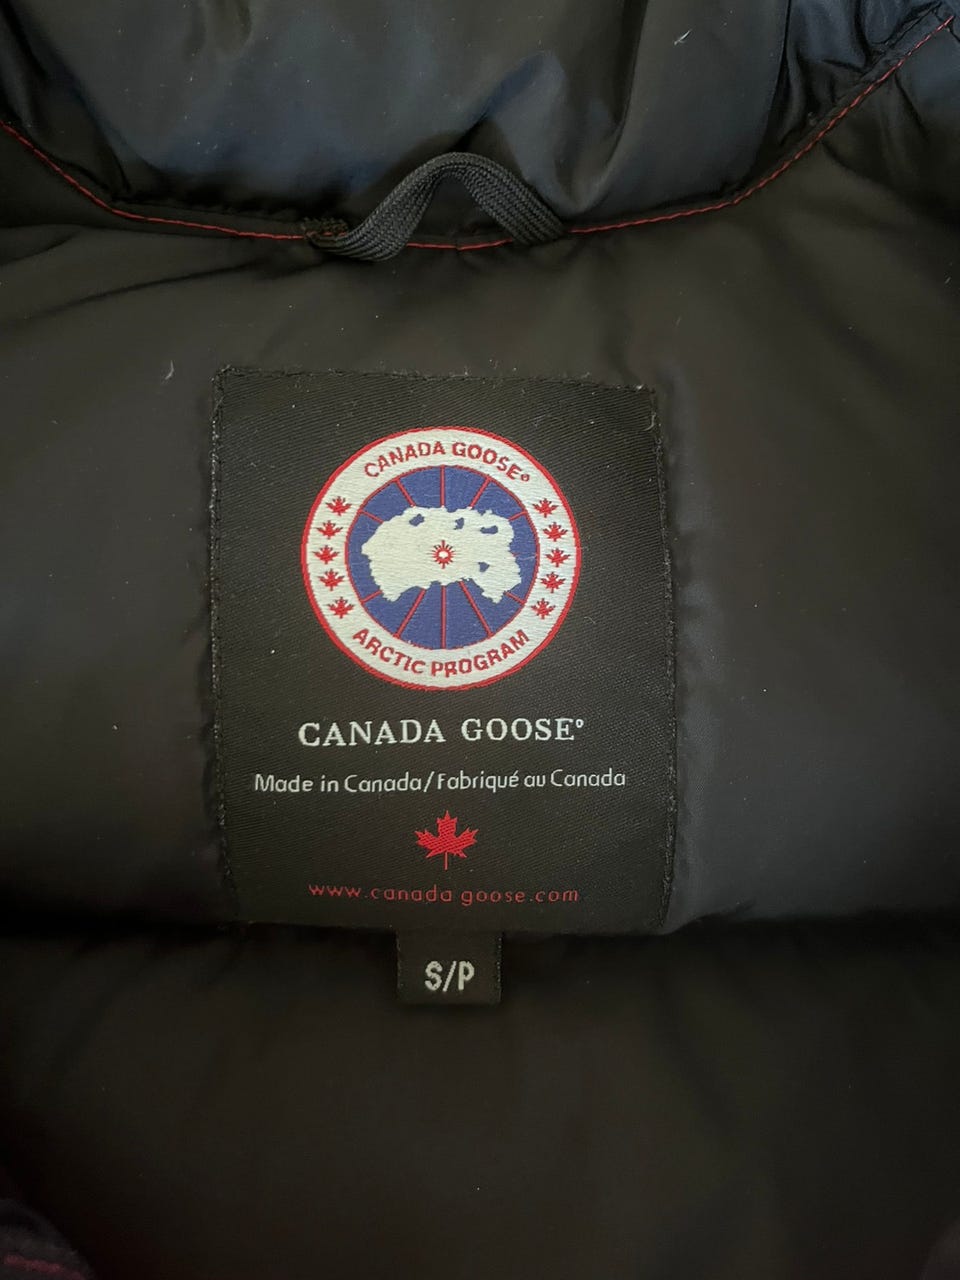 CANADA GOOSE®
ARCTIC PROGRAM
CANADA GOOSE®
Made in Canada/Fabriqué au Canada
www.canada goose.com
S/P